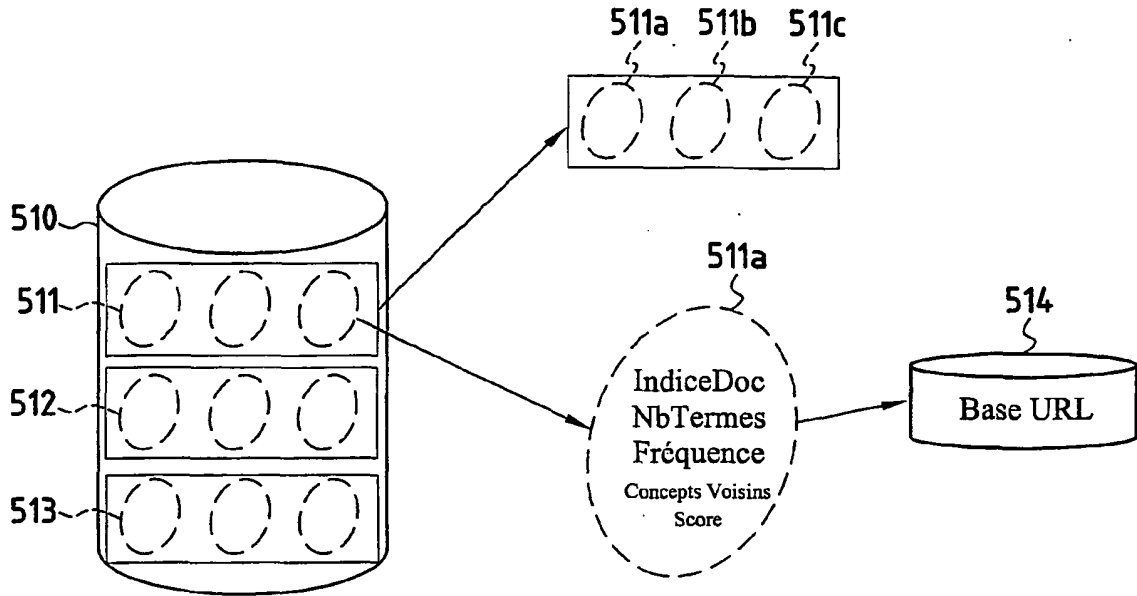 511a 511b 511c
510
511
512
513
511a
IndiceDoc
NbTermes
Fréquence
Concepts Voisins
Score
514
Base URL